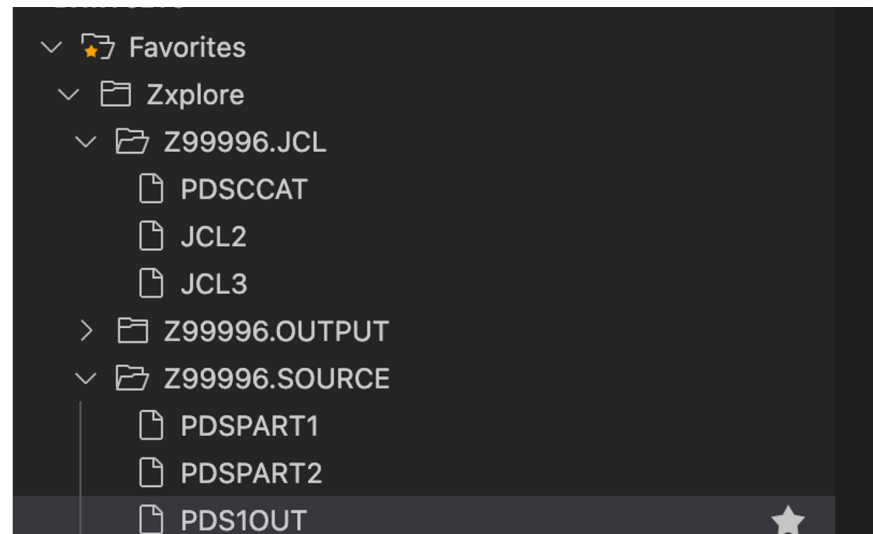 Favorites
Zxplore
Z99996.JCL
PDSCCAT
JCL2
JCL3
Z99996.OUTPUT
Z99996.SOURCE
PDSPART1
PDSPART2
PDS1OUT